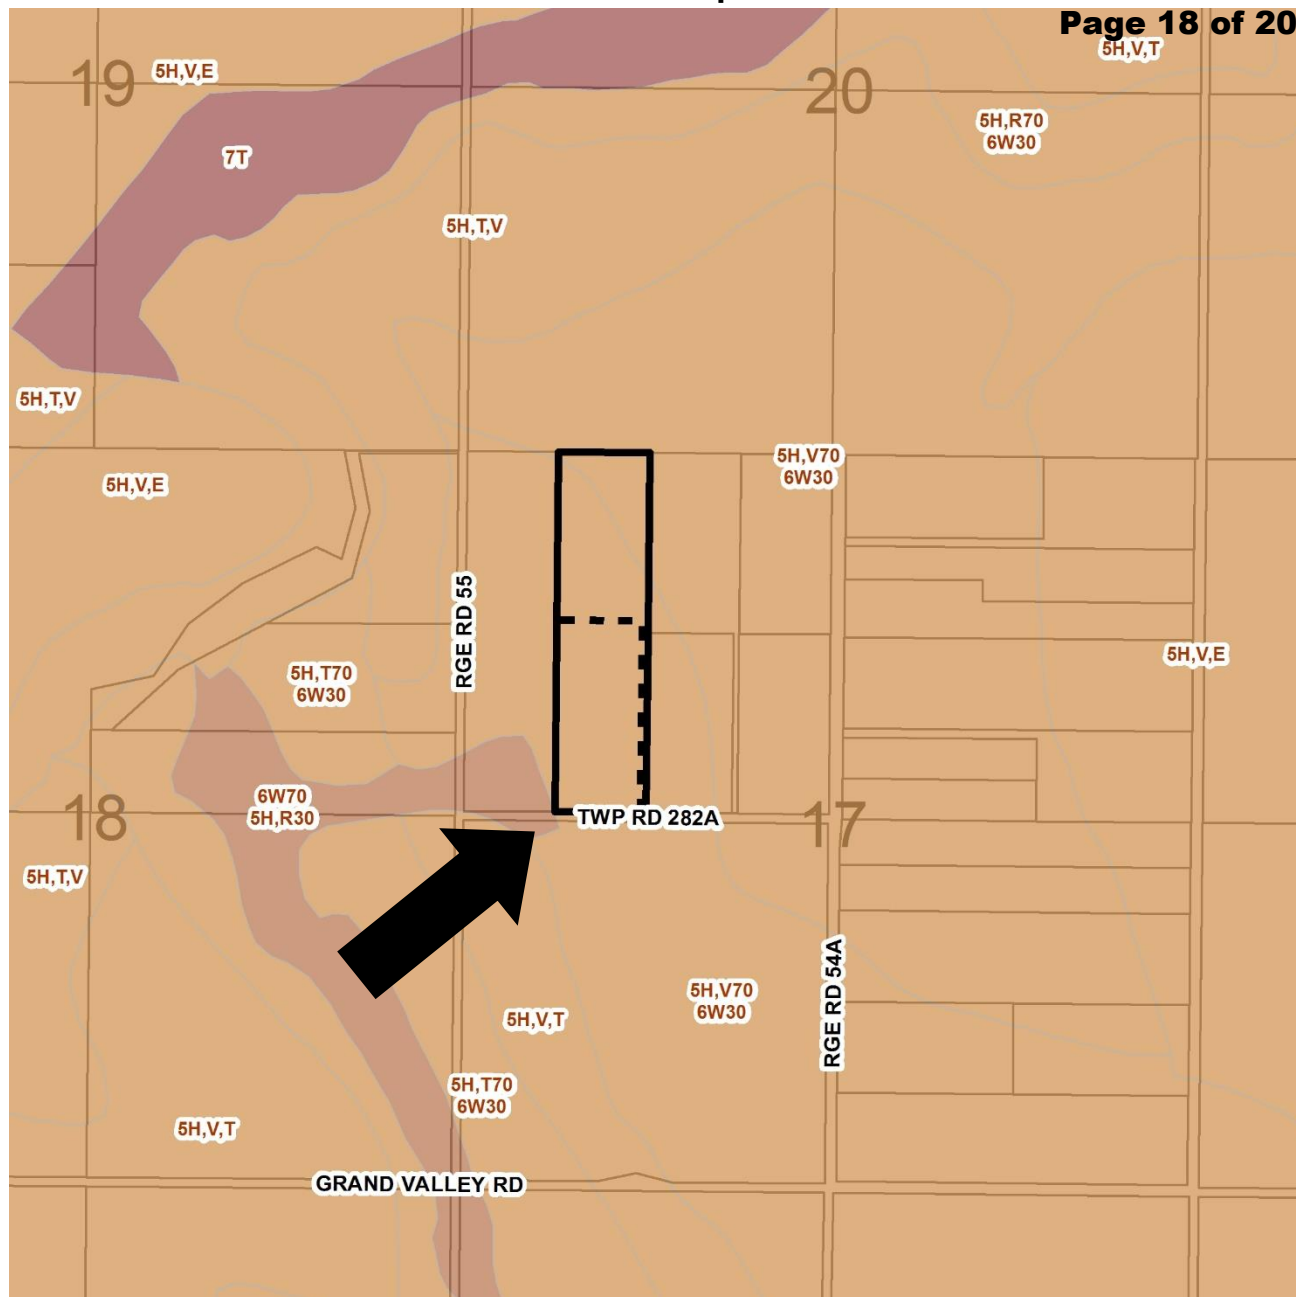 Page 18 of 20
5H,V,T
19
5H,V,E
20
5H,R70
6W30
7T
5H,T,V
5H,T,V
5H,V70
6W30
5H,V,E
RGE RD 55
5H,V,E
5H,T70
6W30
6W70
5H,R30
18
TWP RD 282A
17
5H,T,V
RGE RD 54A
5H,V70
6W30
5H,V,T
5H,T70
6W30
5H,V,T
GRAND VALLEY RD